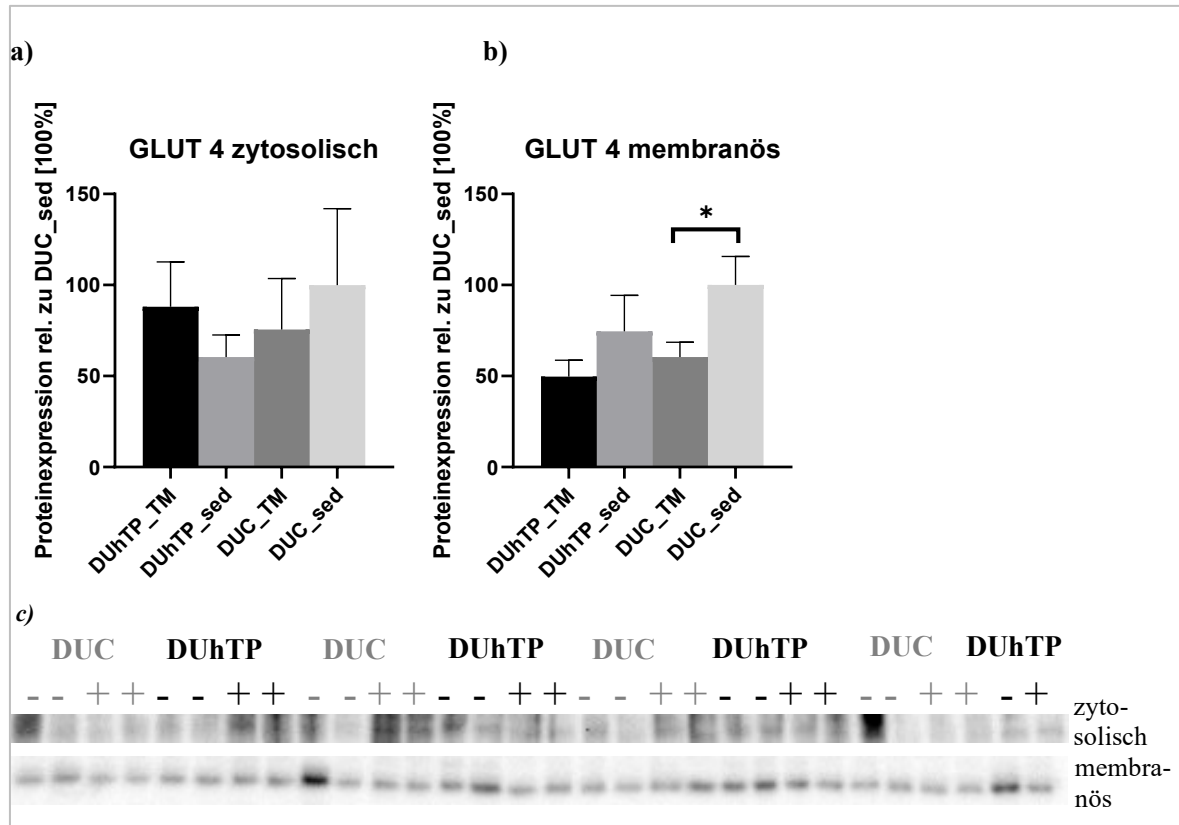 a)
b)
Proteinexpression rel. zu DUC_sed [100%]
GLUT 4 zytosolisch
150
100
50
0
DUhTP_TM
DUhTP_sed
DUC_TM
DUC_sed
Proteinexpression rel. zu DUC_sed [100%]
GLUT 4 membranös
*
150
100
50
0
DUhTP_TM
DUhTP_sed
DUC_TM
DUC_sed
c)
DUC DUhTP DUC DUhTP DUC DUhTP DUC DUhTP
- - + + - - + + - - + + - - + + - - + + - - + + - - + + - +
zyto-
solisch
membra-
nös